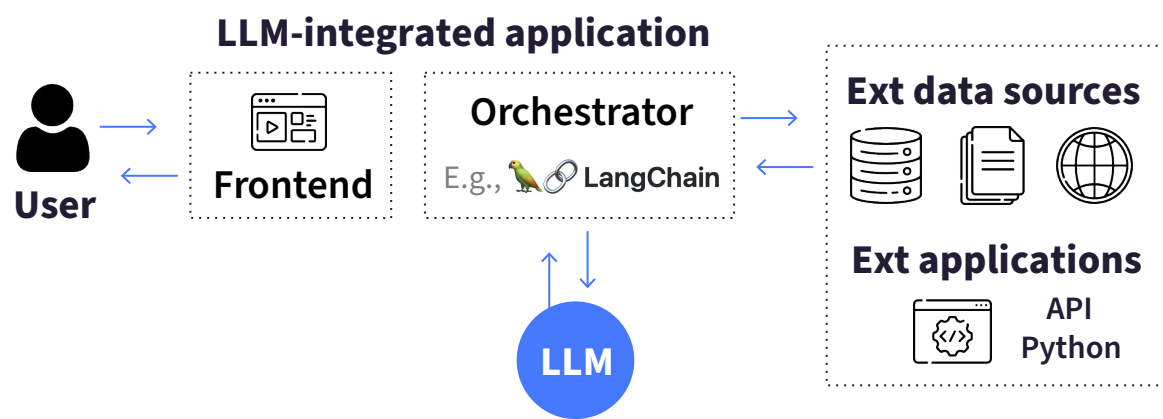 LLM-integrated application
User
Frontend
Orchestrator
E.g., 🦜🔗 LangChain
LLM
Ext data sources
Ext applications
</>
API
Python